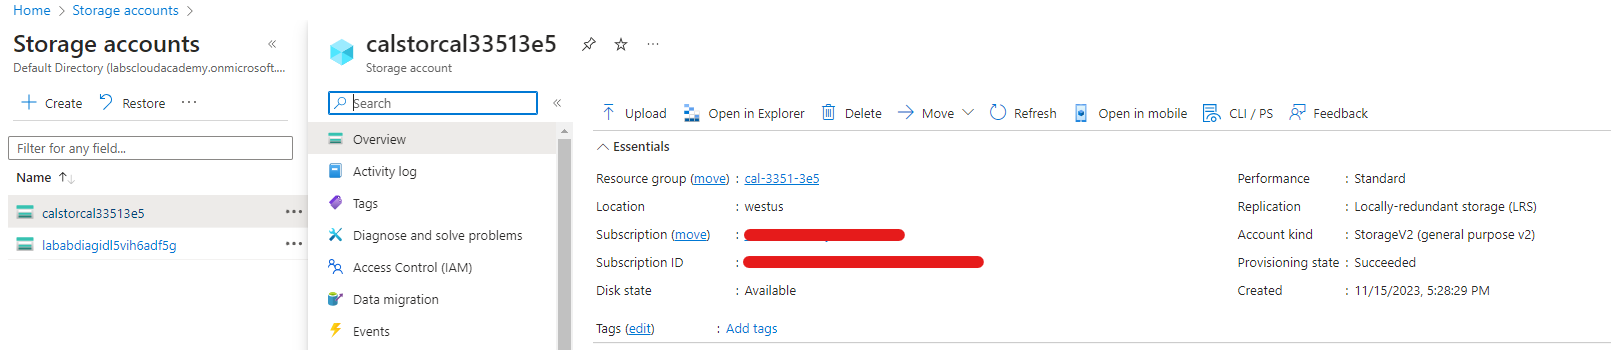 Home > Storage accounts >
Storage accounts
Default Directory (labscloudacademy.onmicrosoft....
Create Restore ...
Filter for any field...
Name ↑↓
calstorcal33513e5 ...
lababdiagidl5vih6adf5g ...
calstorcal33513e5 ...
Storage account
Search
Overview
Activity log
Tags
Diagnose and solve problems
Access Control (IAM)
Data migration
Events
Upload Open in Explorer Delete Move Refresh Open in mobile CLI / PS Feedback
Essentials
Resource group (move) : cal-3351-3e5
Location : westus
Subscription (move) :
Subscription ID :
Disk state : Available
Performance : Standard
Replication : Locally-redundant storage (LRS)
Account kind : StorageV2 (general purpose v2)
Provisioning state : Succeeded
Created : 11/15/2023, 5:28:29 PM
Tags (edit) : Add tags